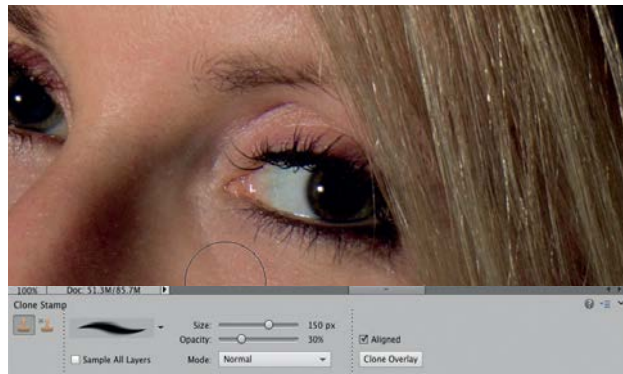 100% Doc: 51.3M/85.7M
Clone Stamp
Size: 150 px
Opacity: 30%
Aligned
Sample All Layers Mode: Normal Clone Overlay